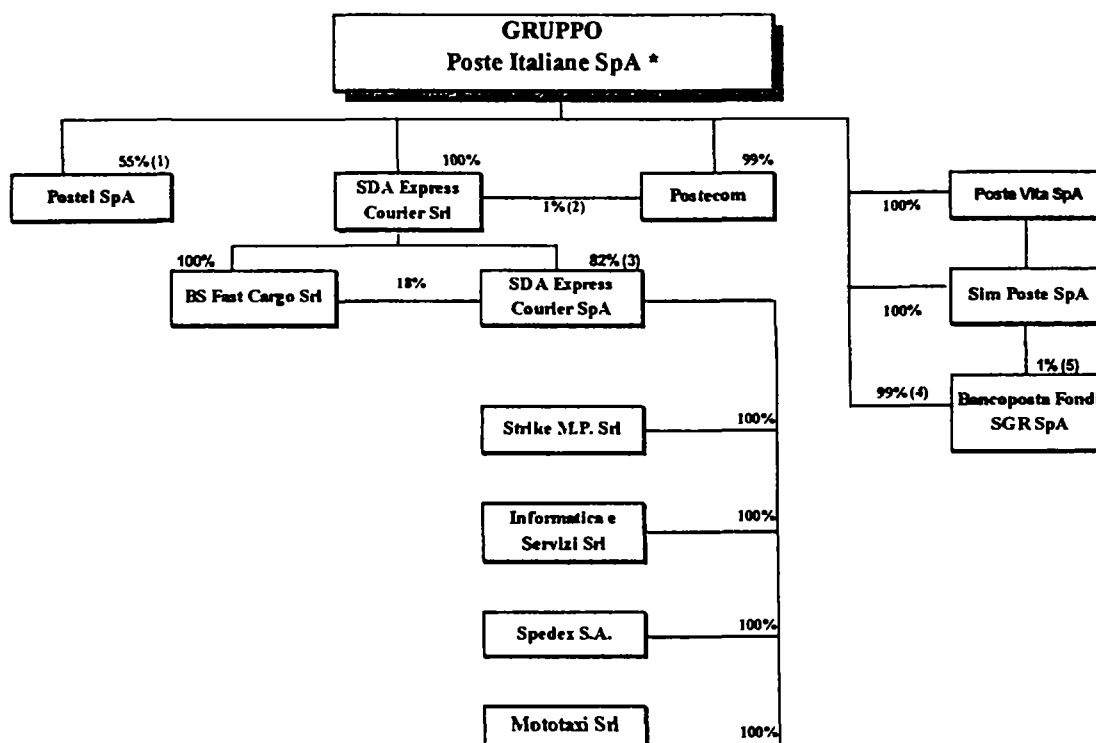 GRUPPO
Poste Italiane SpA *
55% (1)
100%
99%
Postel SpA
SDA Express
Courier Srl
1% (2)
Postecom
100%
Poste Vita SpA
100%
82% (3)
BS Fast Cargo Srl
18%
SDA Express
Courier SpA
100%
Sim Poste SpA
1% (5)
99% (4)
Bancoposta Fondi
SGR SpA
Strike M.P. Srl
100%
Informatica e
Servizi Srl
100%
Spedex S.A.
100%
Mototaxi Srl
100%